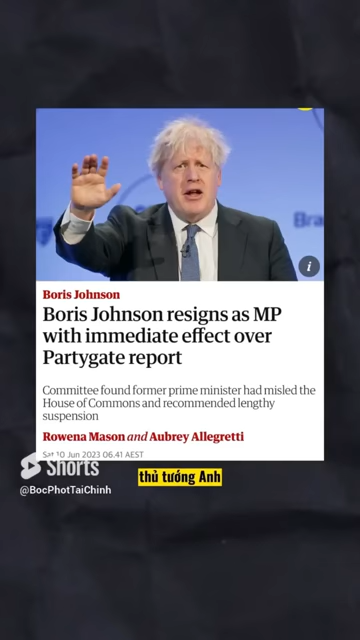 Bra
i
Boris Johnson
Boris Johnson resigns as MP
with immediate effect over
Partygate report
Committee found former prime minister had misled the
House of Commons and recommended lengthy
suspension
Rowena Mason and Aubrey Allegretti
Sat 10 Jun 2023 06.41 AEST
Shorts
thủ tướng Anh
@BocPhotTaiChinh